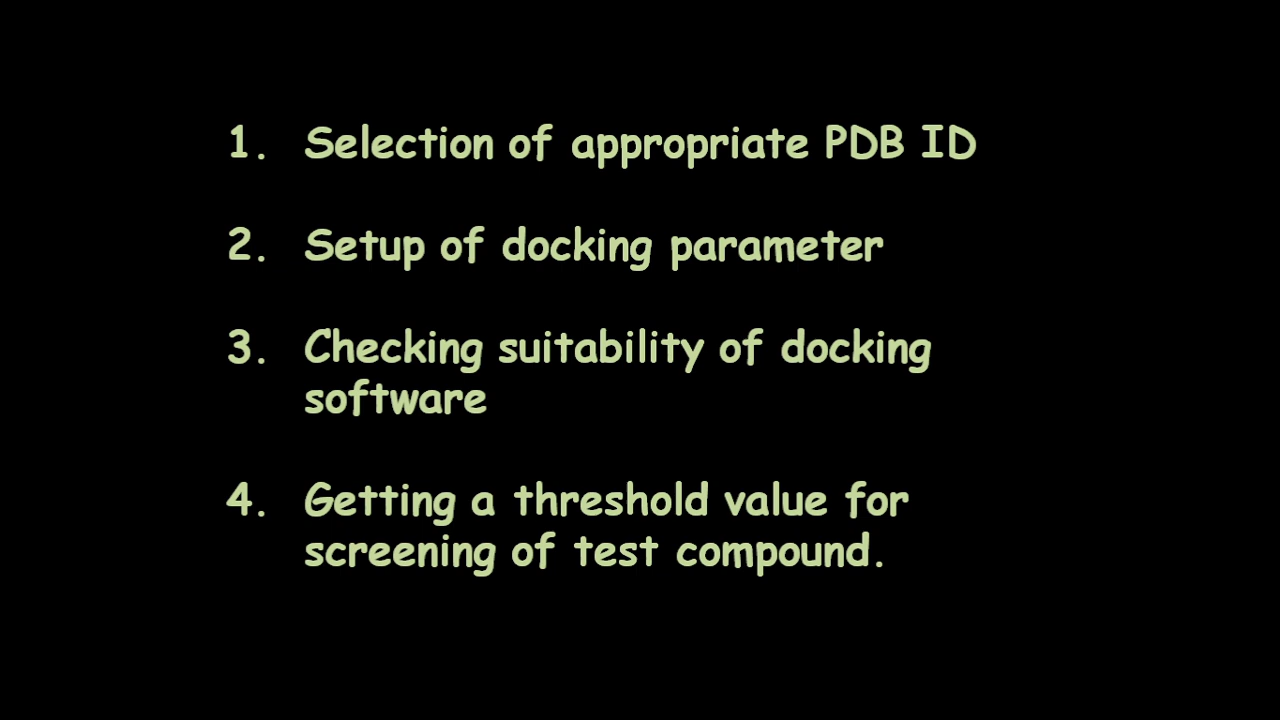 1. Selection of appropriate PDB ID
2. Setup of docking parameter
3. Checking suitability of docking
software
4. Getting a threshold value for
screening of test compound.